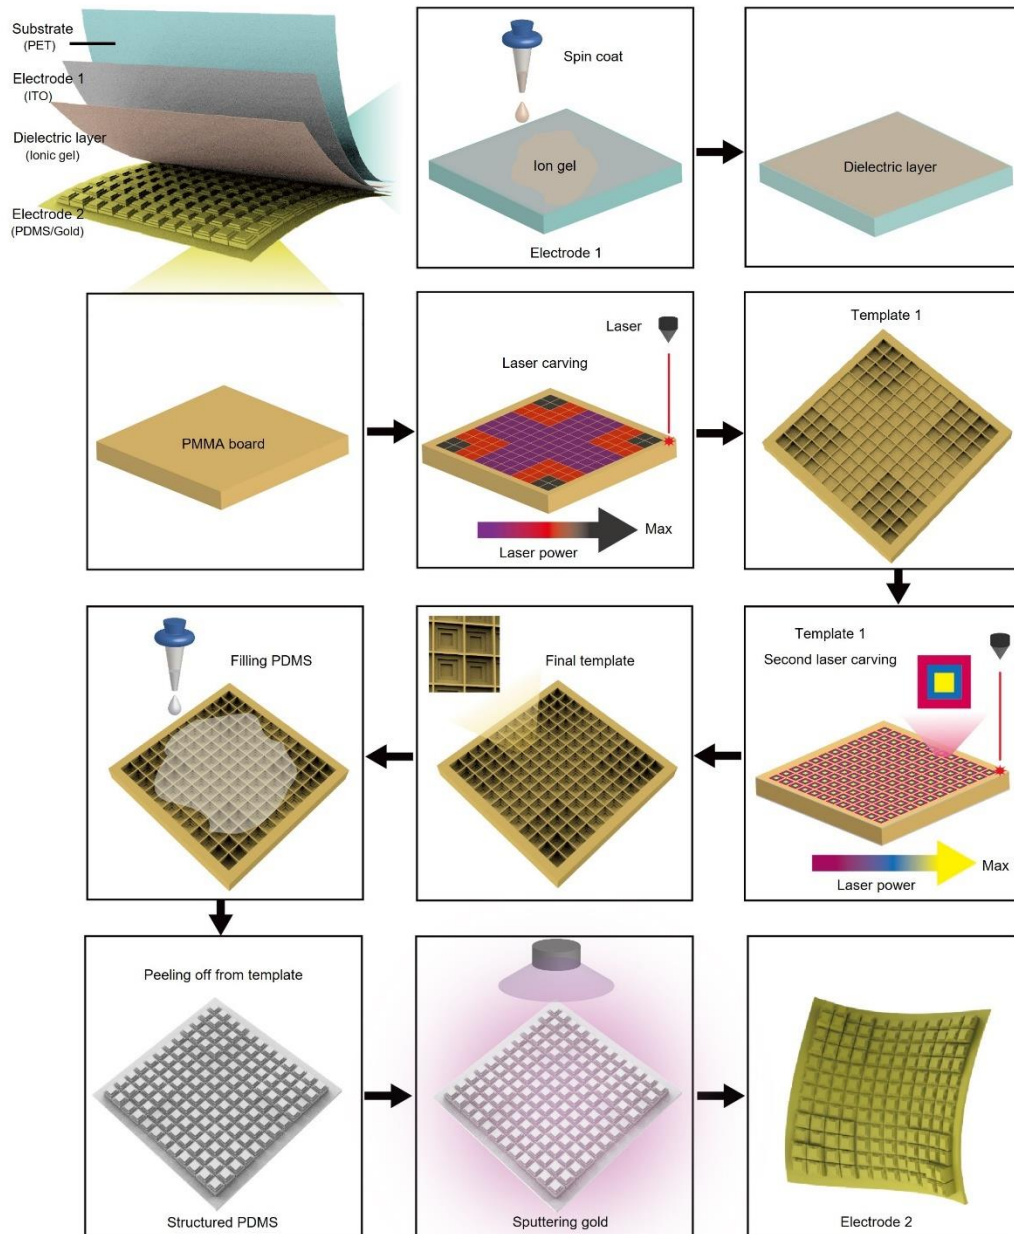 Substrate
(PET)
Electrode 1
(ITO)
Dielectric layer
(Ionic gel)
Electrode 2
(PDMS/Gold)
Spin coat
Ion gel
Electrode 1
Dielectric layer
PMMA board
Laser
Laser carving
Max
Laser power
Template 1
Template 1
Second laser carving
Max
Laser power
Final template
Filling PDMS
Peeling off from template
Structured PDMS
Sputtering gold
Electrode 2